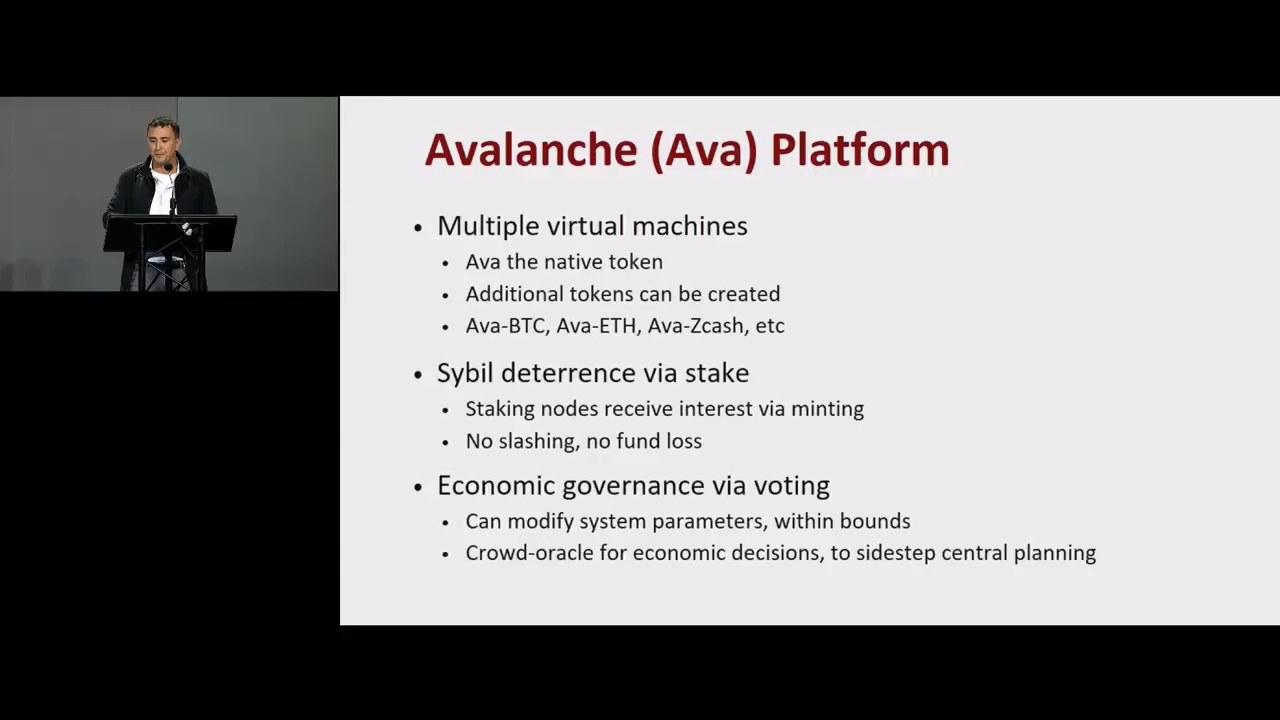 Avalanche (Ava) Platform
• Multiple virtual machines
• Ava the native token
• Additional tokens can be created
• Ava-BTC, Ava-ETH, Ava-Zcash, etc
• Sybil deterrence via stake
• Staking nodes receive interest via minting
• No slashing, no fund loss
• Economic governance via voting
• Can modify system parameters, within bounds
• Crowd-oracle for economic decisions, to sidestep central planning